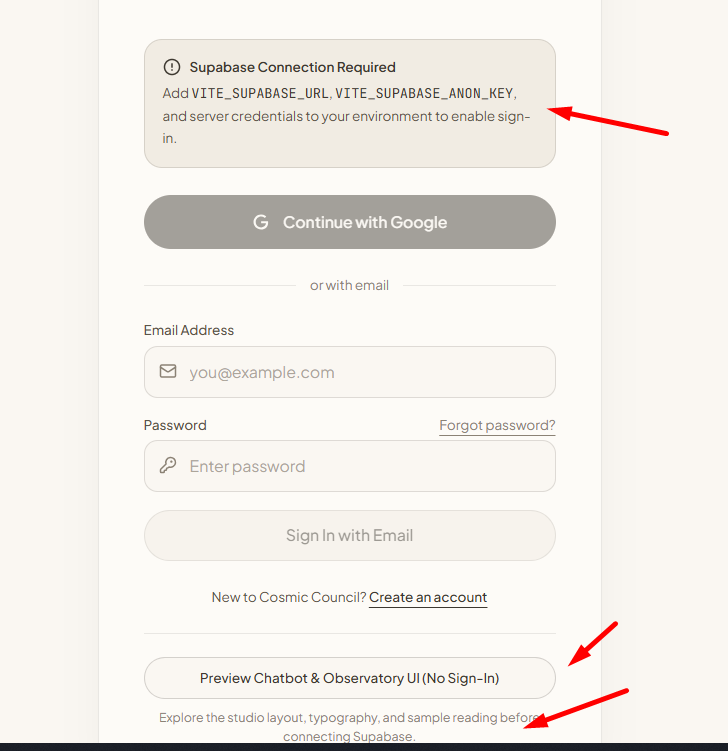 Supabase Connection Required
Add VITE_SUPABASE_URL, VITE_SUPABASE_ANON_KEY,
and server credentials to your environment to enable sign-
in.
Continue with Google
or with email
Email Address
you@example.com
Password
Forgot password?
Enter password
Sign In with Email
New to Cosmic Council? Create an account
Preview Chatbot & Observatory UI (No Sign-In)
Explore the studio layout, typography, and sample reading before
connecting Supabase.